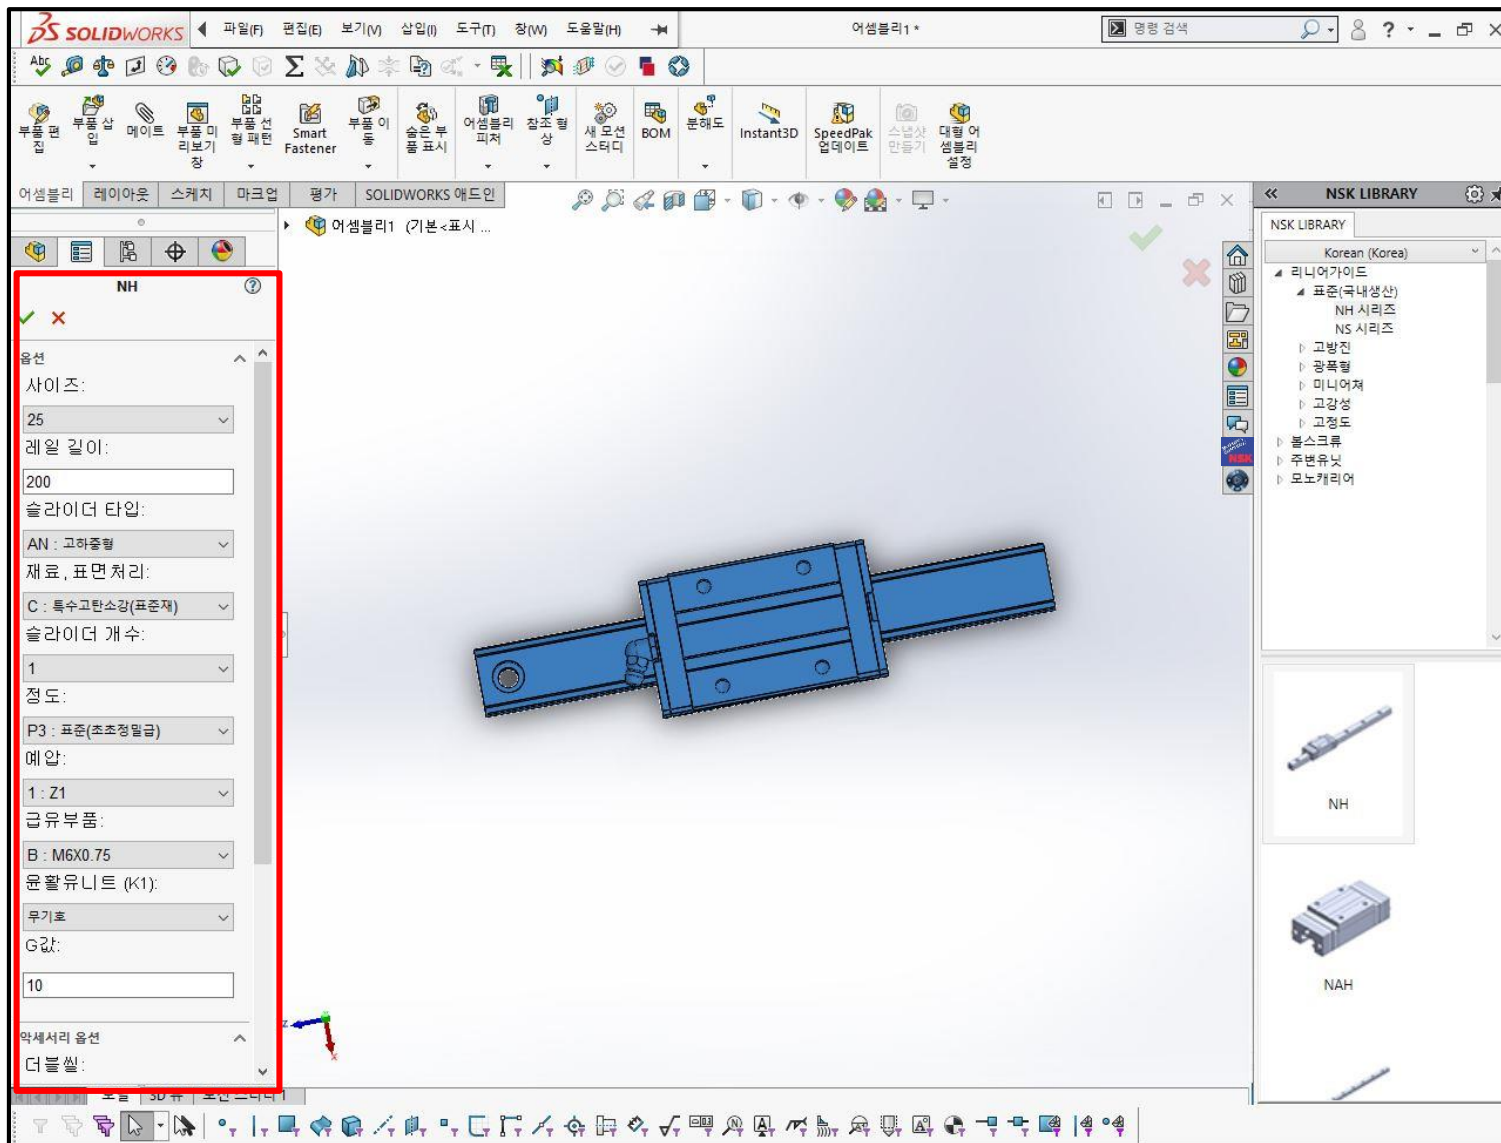 SOLIDWORKS 파일(F) 편집(E) 보기(V) 삽입(I) 도구(T) 창(W) 도움말(H) 어셈블리1 * 명령 검색 ?
부품 편집
부품 삽입
메이트
부품 미리보기 창
부품 선형 패턴
Smart Fastener
부품 이동
숨은 부품 표시
어셈블리 피처
참조 형상
새 모션 스터디
BOM
분해도
Instant3D
SpeedPak 업데이트
스냅샷 만들기
대형 어셈블리 설정
어셈블리 레이아웃 스케치 마크업 평가 SOLIDWORKS 애드인
어셈블리1 (기본<표시 ...
NH
옵션
사이즈:
25
레일 길이:
200
슬라이더 타입:
AN : 고하중형
재료,표면처리:
C : 특수고탄소강(표준재)
슬라이더 개수:
1
정도:
P3 : 표준(초초정밀급)
예압:
1 : Z1
급유부품:
B : M6X0.75
윤활유니트 (K1):
무기호
G값:
10
악세서리 옵션
더블씰:
모델 3D 뷰 모션 스터디 1
NSK LIBRARY
NSK LIBRARY
Korean (Korea)
리니어가이드
표준(국내생산)
NH 시리즈
NS 시리즈
고방진
광폭형
미니어쳐
고강성
고정도
볼스크류
주변유닛
모노캐리어
NSK
NH
NAH